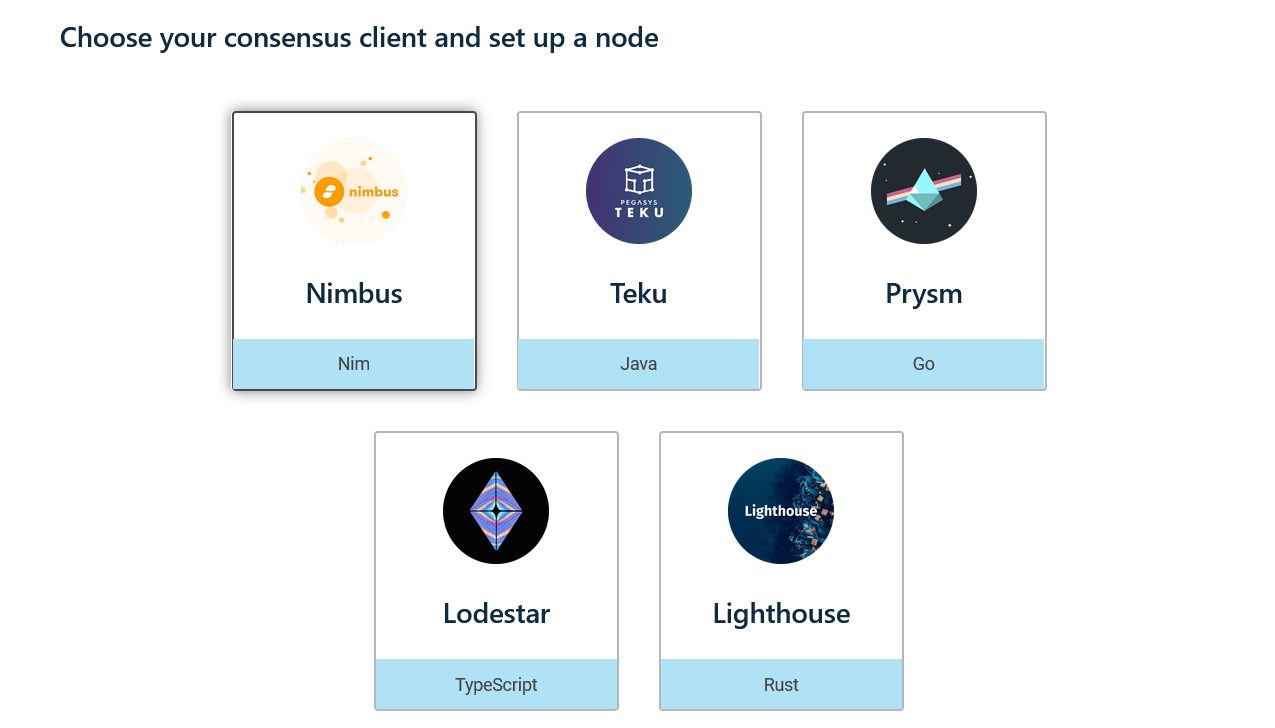 Choose your consensus client and set up a node
nimbus
PEGASYS
TEKU
Nimbus
Teku
Prysm
Nim
Java
Go
Lighthouse
Lodestar
Lighthouse
TypeScript
Rust